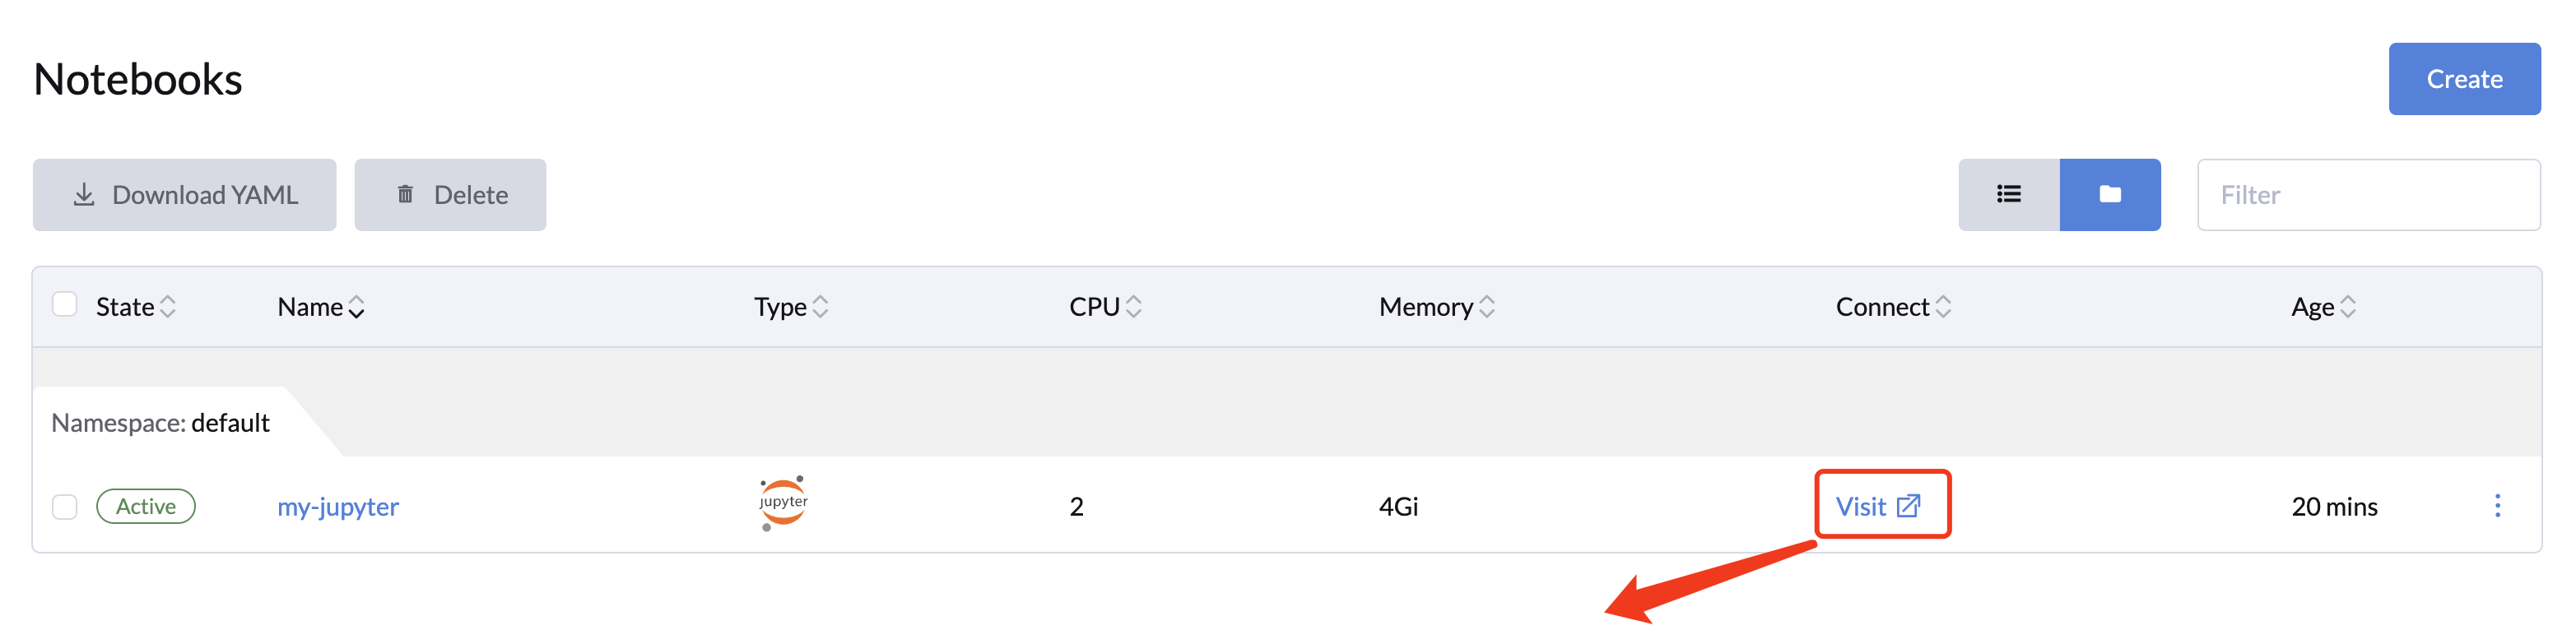 Notebooks
Create
Download YAML Delete Filter
State Name Type CPU Memory Connect Age
Namespace: default
Active my-jupyter jupyter 2 4Gi Visit 20 mins